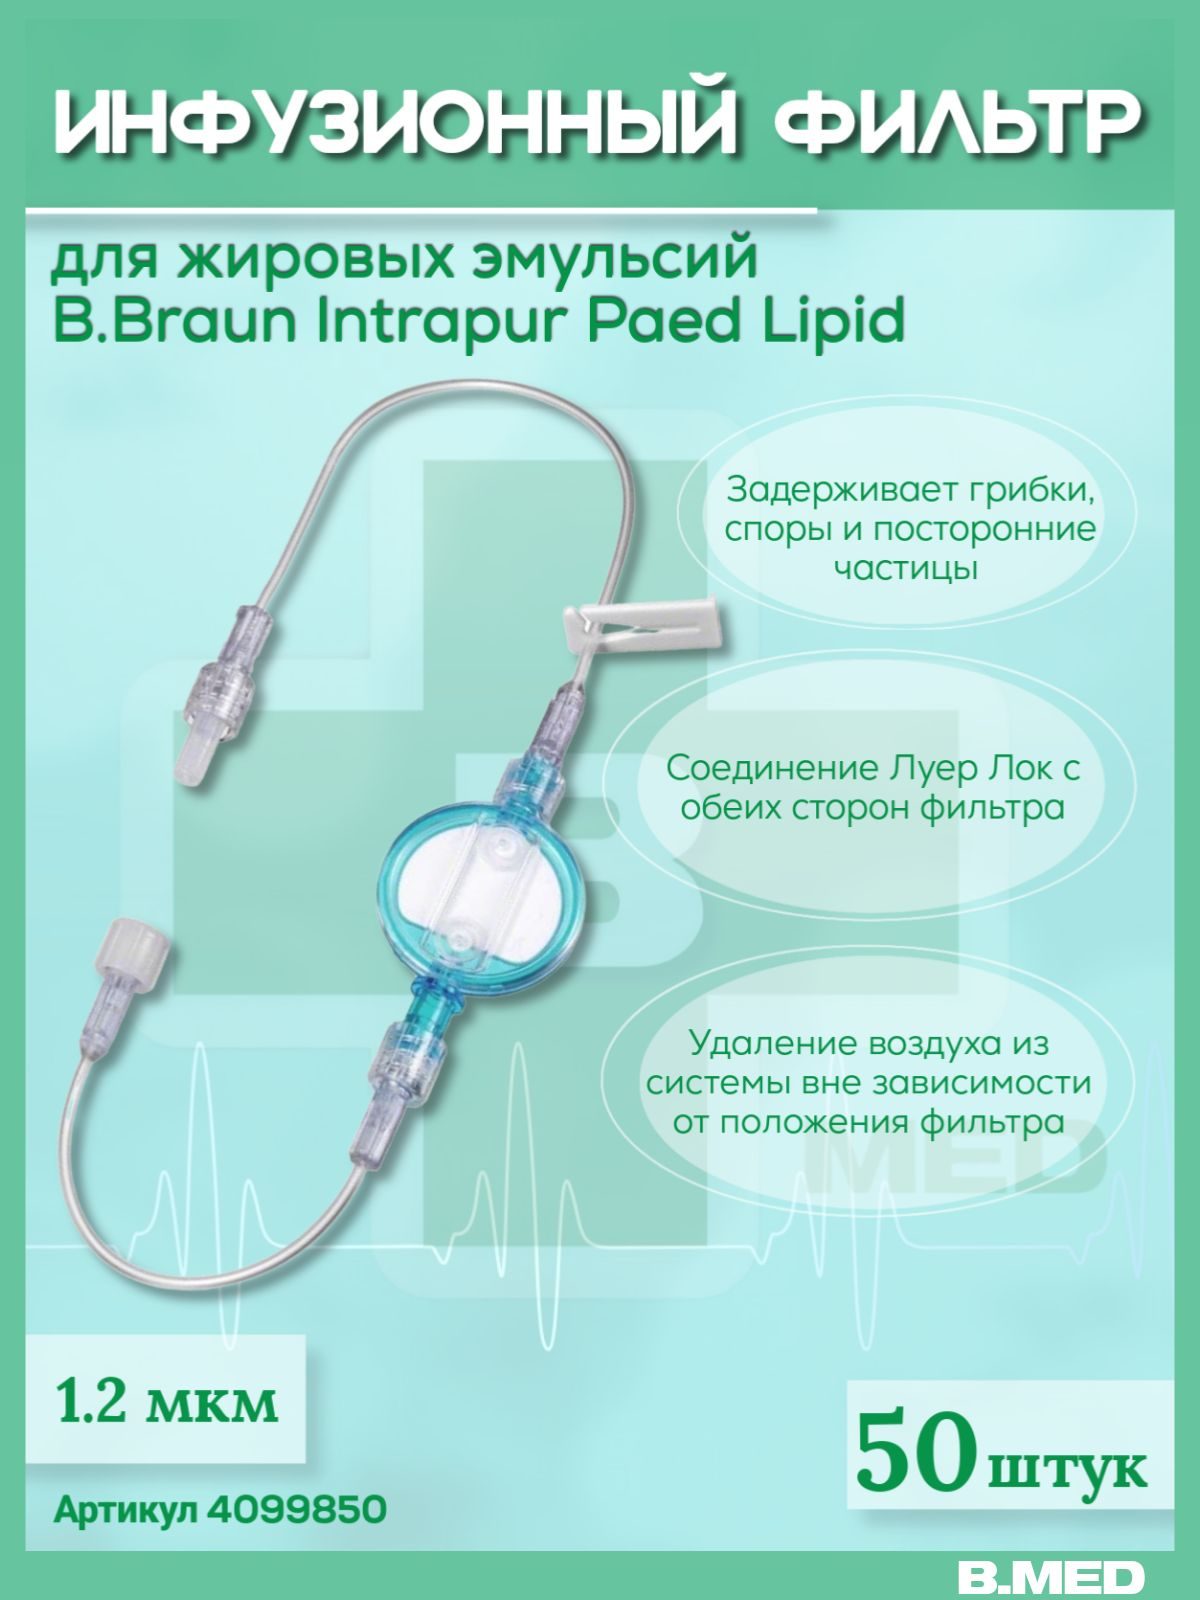 ИНФУЗИОННЫЙ ФИЛЬТР
для жировых эмульсий
B.Braun Intrapur Paed Lipid
Задерживает грибки,
споры и посторонние
частицы
Соединение Луер Лок с
обеих сторон фильтра
B
Удаление воздуха из
системы вне зависимости
от положения фильтра
MED
1.2 мкм
50 штук
Артикул 4099850
B.MED